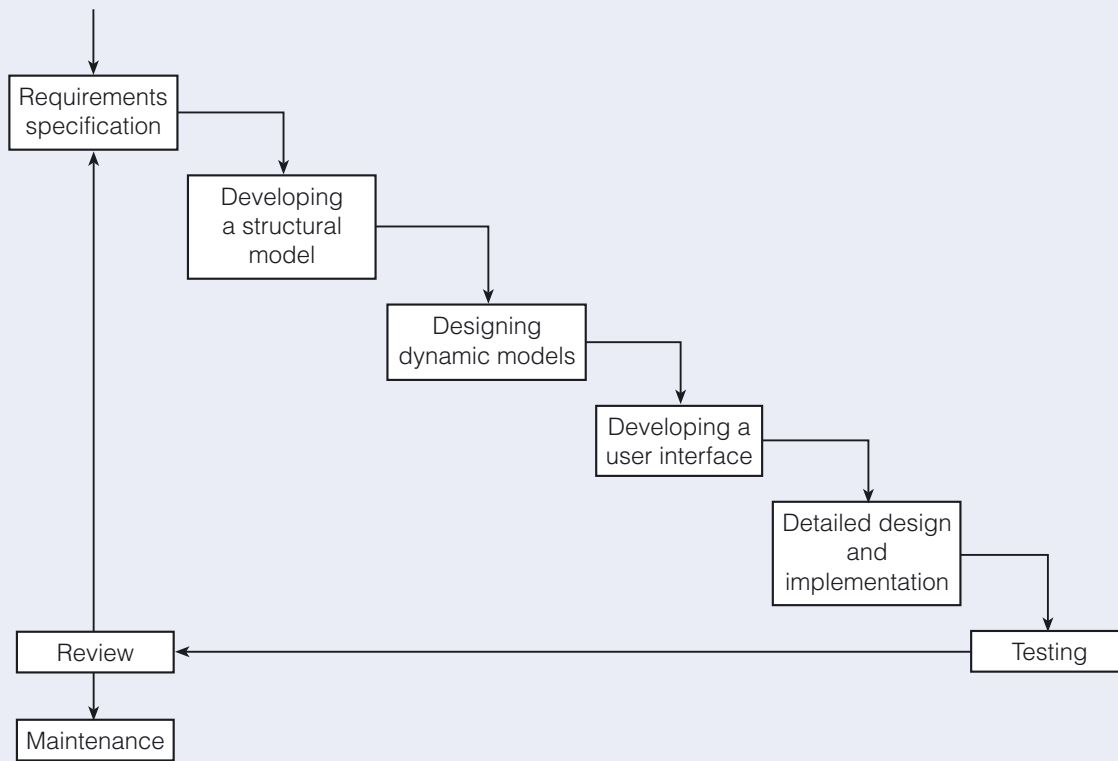 Requirements
specification
Developing
a structural
model
Designing
dynamic models
Developing a
user interface
Detailed design
and
implementation
Review
Testing
Maintenance